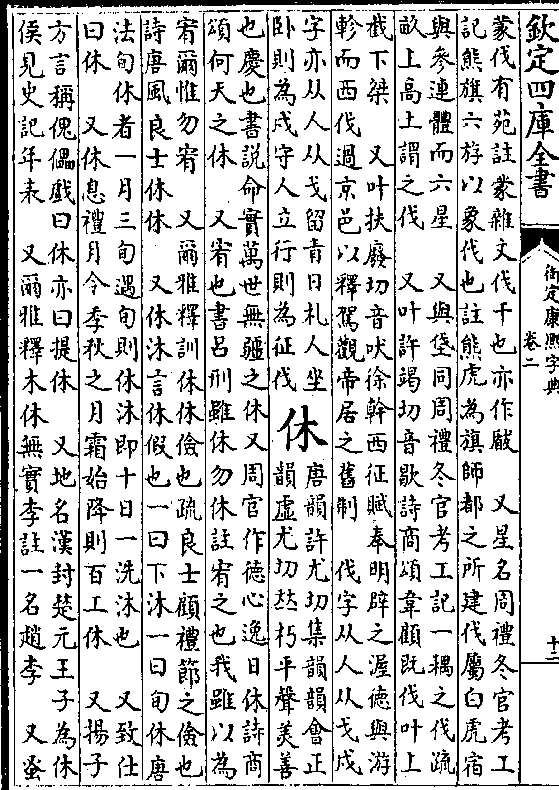 欽定四庫全書
御定康熙字典
卷二
十二
蒙伐有苑註蒙雜文伐干也亦作瞂　又星名周禮冬官考工
記熊旗六斿以象伐也註熊虎為旗師都之所建伐屬白虎宿
與參連體而六星　又與垡同周禮冬官考工記一耦之伐疏
畝上高上謂之伐　又叶許竭切音歇詩商頌韋顧既伐叶上
截下桀　又叶扶廢切音吠徐幹西征賦奉明辟之渥德與游
軫而西伐過京邑以釋駕觀帝居之舊制　伐字从人从戈戍
字亦从人从戈留青日札人坐
卧則為戍守人立行則為征伐
休
唐韻許尤切集韻韻會正
韻虛尤切𠀤朽平聲美善
也慶也書說命實萬世無疆之休又周官作德心逸日休詩商
頌何天之休　又宥也書呂刑雖休勿休註宥之也我雖以為
宥爾惟勿宥　又爾雅釋訓休休儉也疏良士顧禮節之儉也
詩唐風良士休休　又休沐言休假也一曰下沐一曰旬休唐
法旬休者一月三旬遇旬則休沐即十日一洗沐也　又致仕
曰休　又休息禮月令季秋之月霜始降則百工休　又揚子
方言稱傀儡戲曰休亦曰提休　又地名漢封楚元王子為休
侯見史記年表　又爾雅釋木休無實李註一名趙李　又蚤